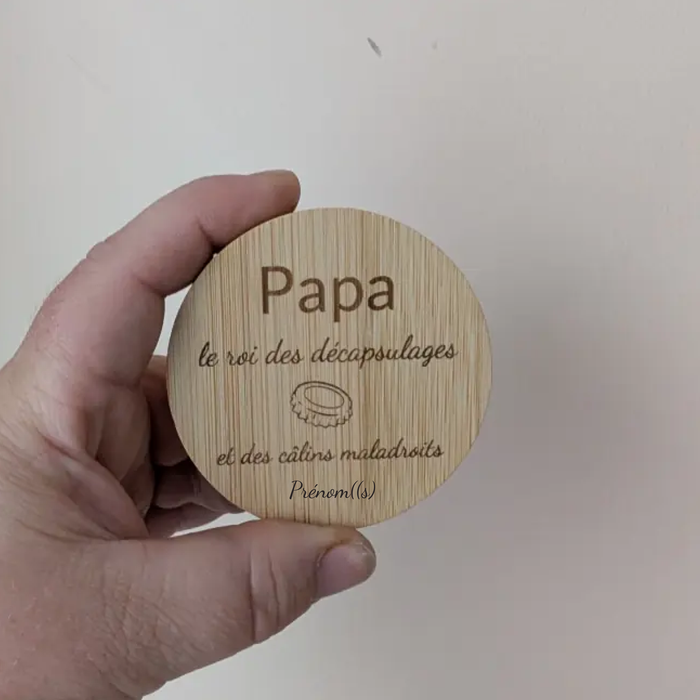 Papa
le roi des décapsulages
et des câlins maladroits
Prénom((s)